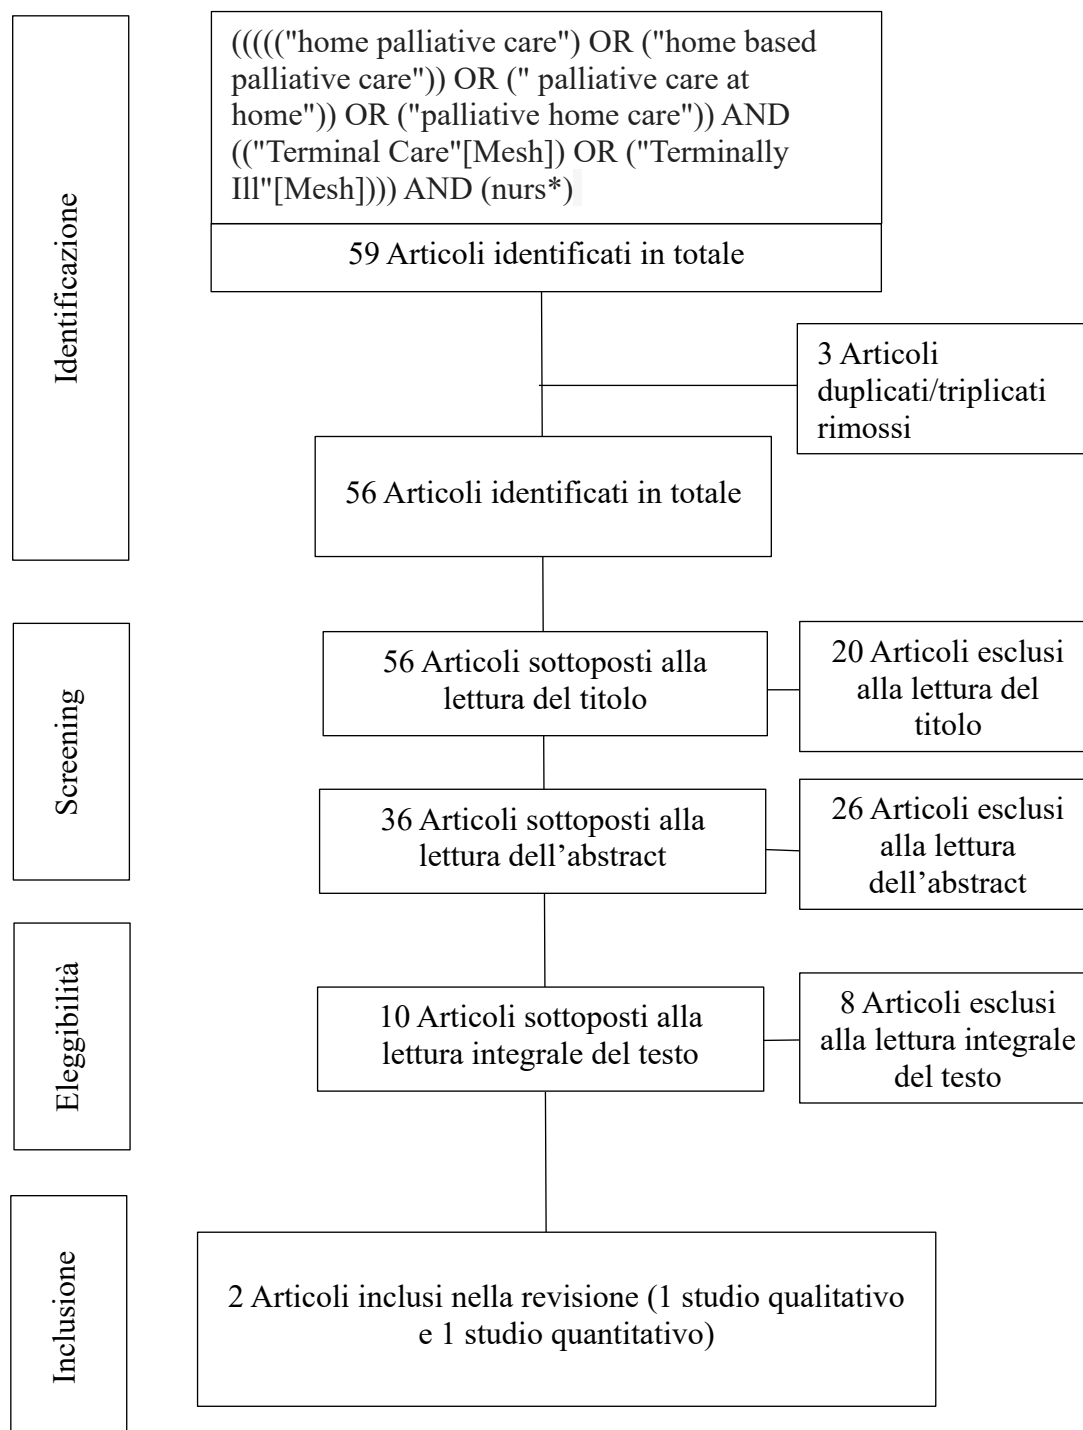 Identificazione
((((("home palliative care") OR ("home based
palliative care")) OR (" palliative care at
home")) OR ("palliative home care")) AND
(("Terminal Care"[Mesh]) OR ("Terminally
Ill"[Mesh]))) AND (nurs*)
59 Articoli identificati in totale
3 Articoli
duplicati/triplicati
rimossi
56 Articoli identificati in totale
Screening
56 Articoli sottoposti alla
lettura del titolo
20 Articoli esclusi
alla lettura del
titolo
36 Articoli sottoposti alla
lettura dell’abstract
26 Articoli esclusi
alla lettura
dell’abstract
Eleggibilità
10 Articoli sottoposti alla
lettura integrale del testo
8 Articoli esclusi
alla lettura integrale
del testo
Inclusione
2 Articoli inclusi nella revisione (1 studio qualitativo
e 1 studio quantitativo)